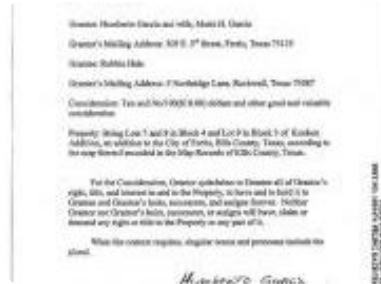 Grantor: Humberto Garcia and wife, Maria H. Garcia
Grantor's Mailing Address: 509 E. 5th Street, Ferris, Texas 75125
Grantee: Robbie Hale
Grantee's Mailing Address: Northridge Lane, Rockwall, Texas 75087
Consideration: Ten and No/100($10.00) dollars and other good and valuable
consideration
Property: Being Lot 5 and 8 in Block 4 and Lot 9 in Block 5 of
Addition, an addition to the City of Ferris, Ellis County, Texas, according to
the map thereof recorded in the Map Records of Ellis County, Texas.
For the Consideration, Grantor quitclaims to Grantee all of Grantor's
right, title, and interest in and to the Property, to have and to hold it to
Grantee and Grantee's heirs, successors, and assigns forever. Neither
Grantor nor Grantor's heirs, successors, or assigns will have, claim or
demand any right or title to the Property or any part of it.
When the context requires, singular nouns and pronouns include the
plural.
Humberto Garcia